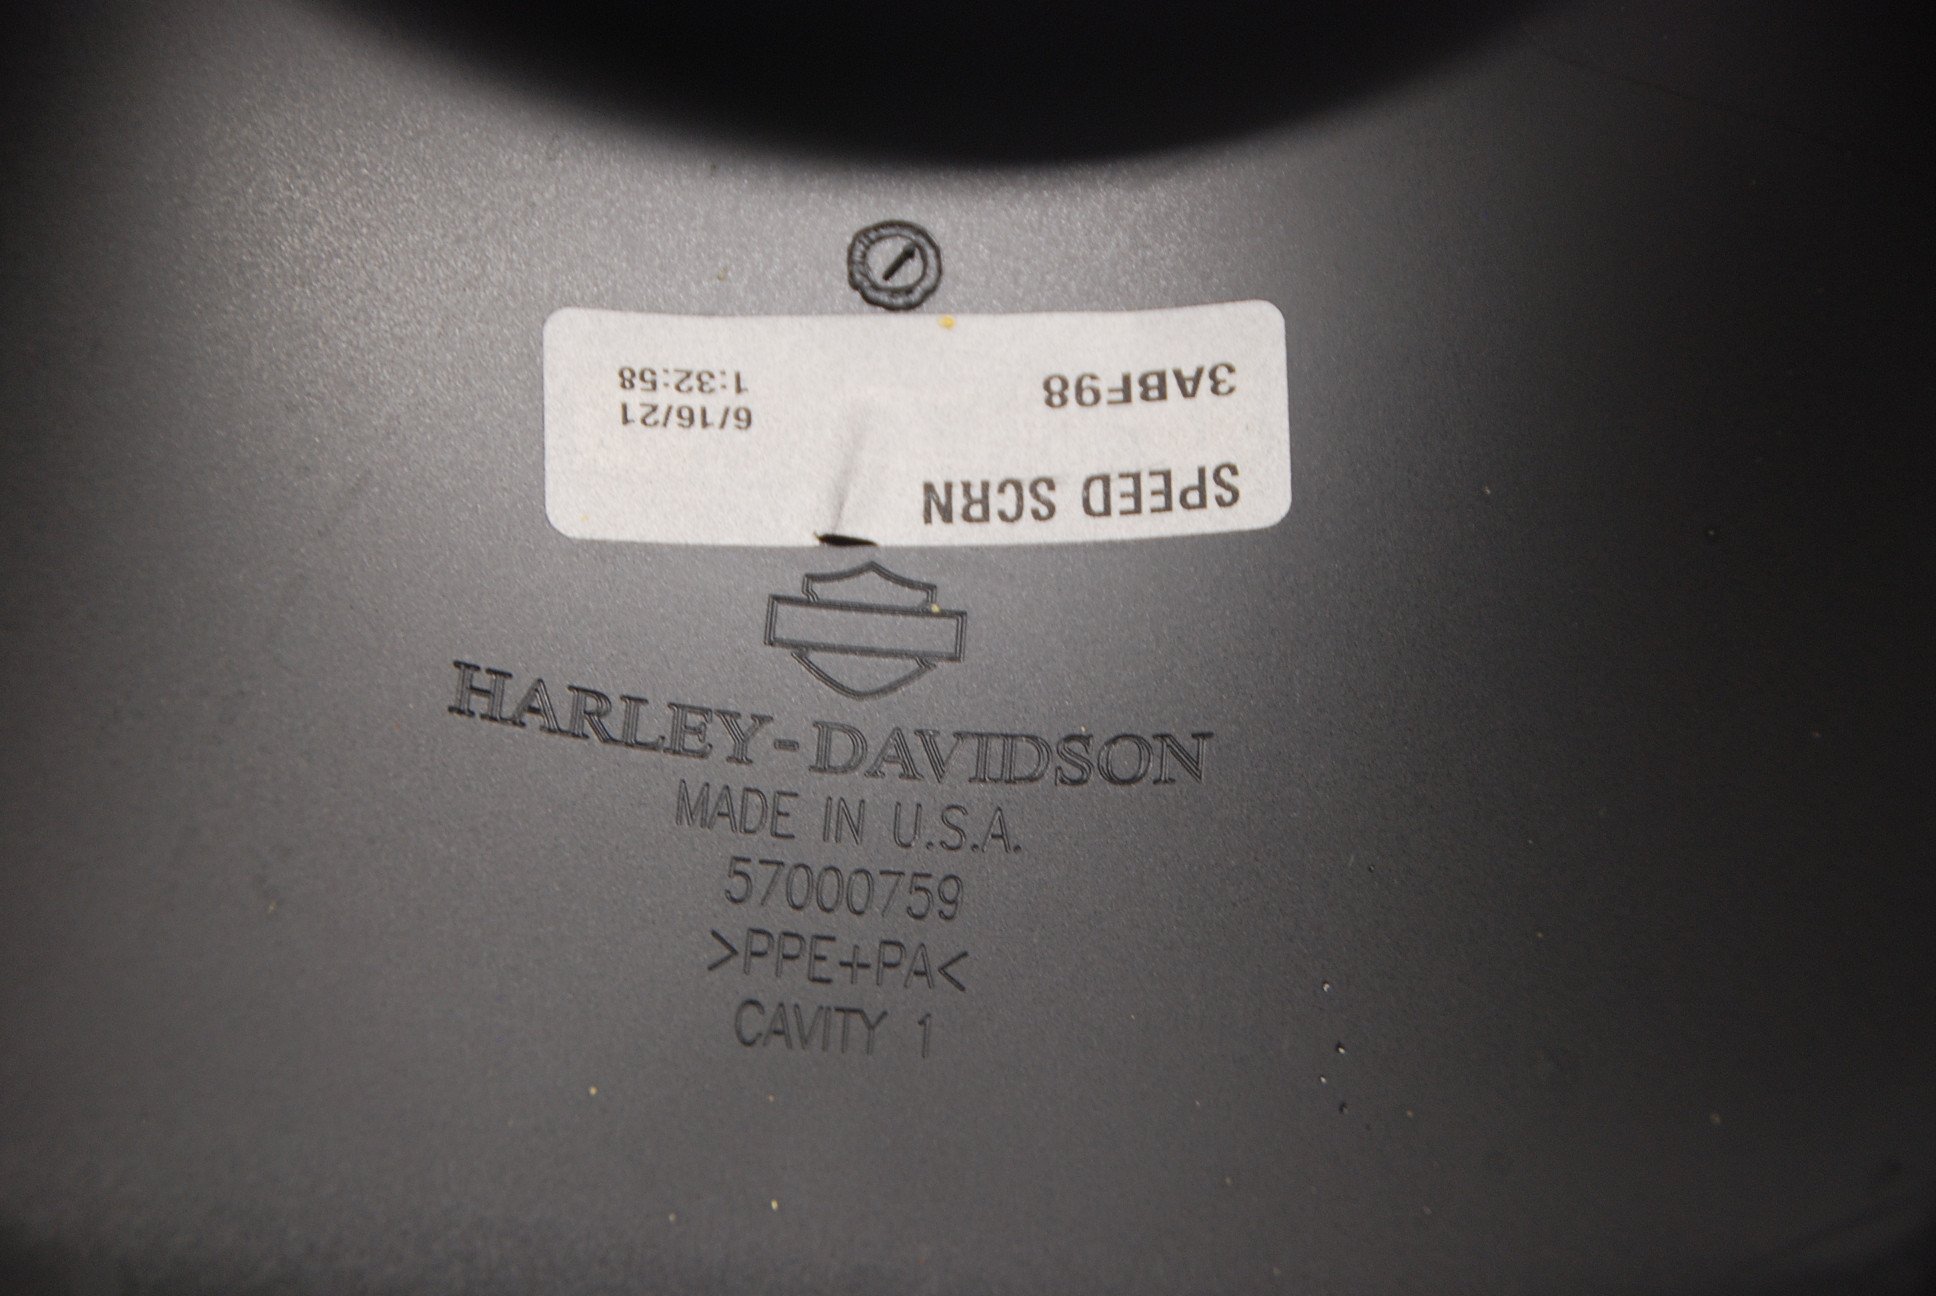 SPEED SCRN
3ABF98
6/16/21
1:32:58
HARLEY-DAVIDSON
MADE IN U.S.A.
57000759
>PPE+PA<
CAVITY 1